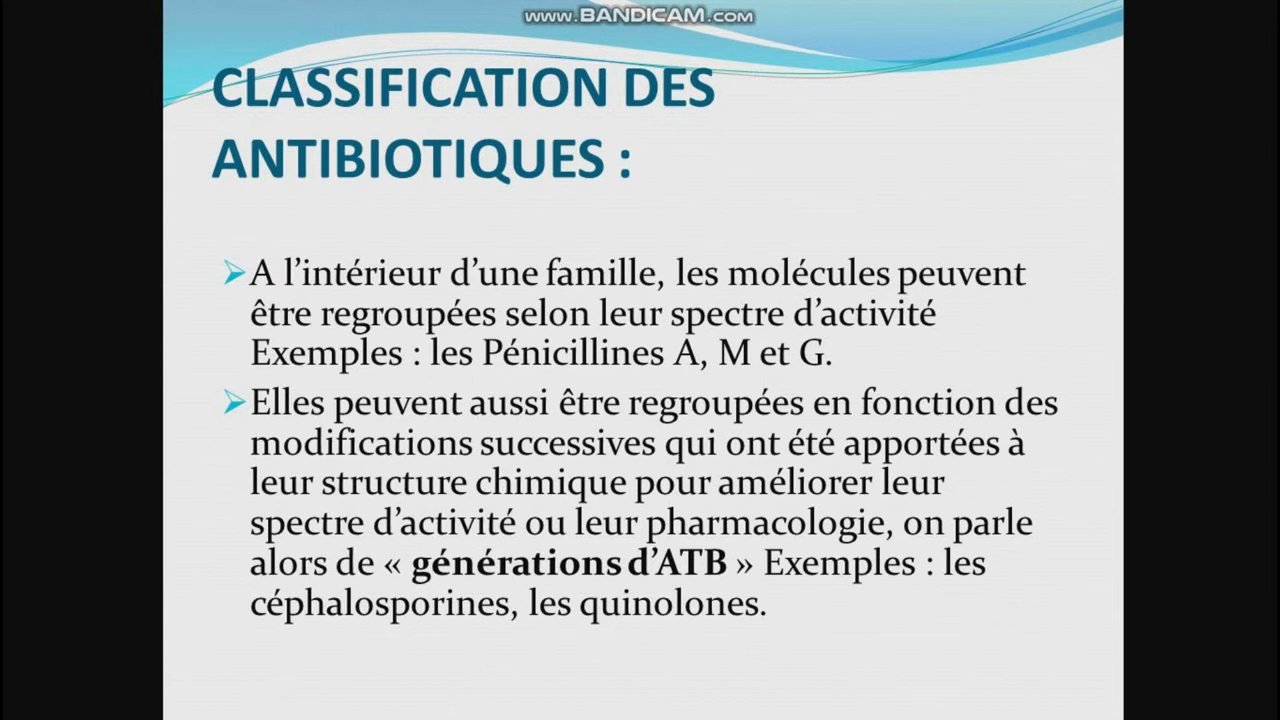 www.BANDICAM.com
CLASSIFICATION DES
ANTIBIOTIQUES :
A l’intérieur d’une famille, les molécules peuvent
être regroupées selon leur spectre d’activité
Exemples : les Pénicillines A, M et G.
Elles peuvent aussi être regroupées en fonction des
modifications successives qui ont été apportées à
leur structure chimique pour améliorer leur
spectre d’activité ou leur pharmacologie, on parle
alors de « générations d’ATB » Exemples : les
céphalosporines, les quinolones.